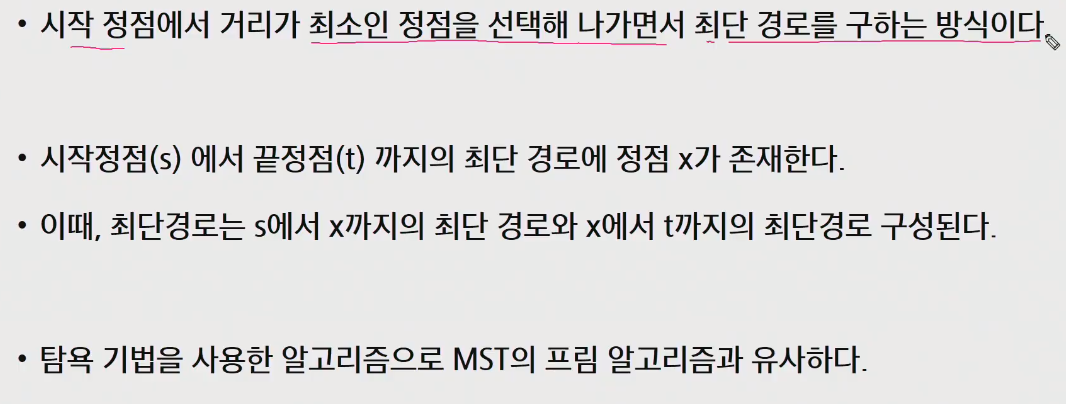 • 시작 정점에서 거리가 최소인 정점을 선택해 나가면서 최단 경로를 구하는 방식이다.
• 시작정점(s) 에서 끝정점(t) 까지의 최단 경로에 정점 x가 존재한다.
• 이때, 최단경로는 s에서 x까지의 최단 경로와 x에서 t까지의 최단경로 구성된다.
• 탐욕 기법을 사용한 알고리즘으로 MST의 프림 알고리즘과 유사하다.